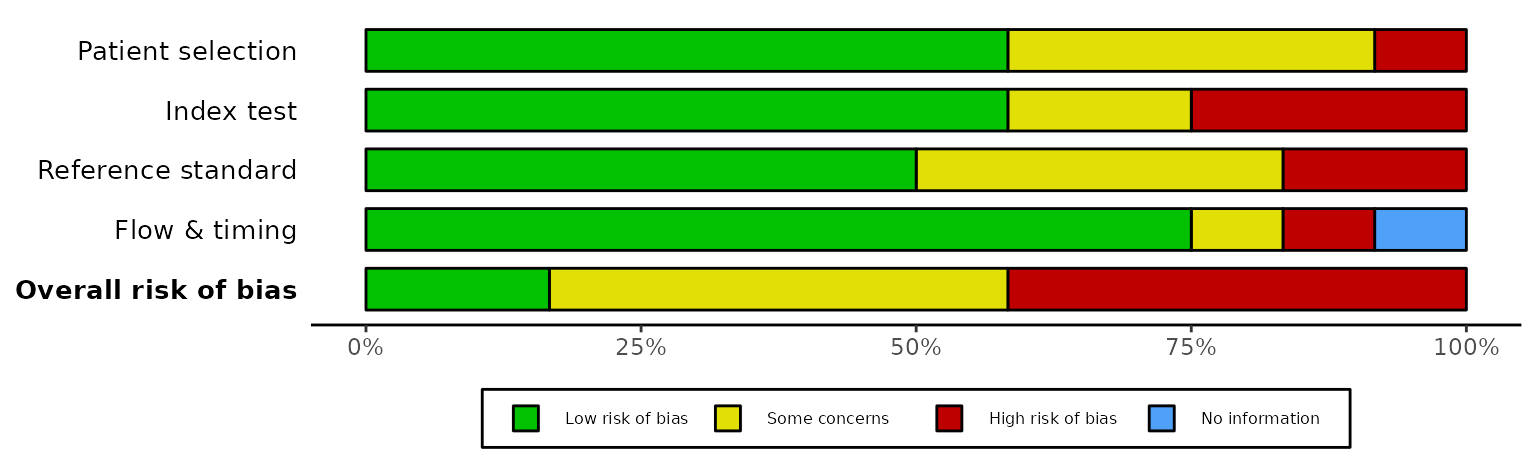 Patient selection
Index test
Reference standard
Flow & timing
Overall risk of bias
0% 25% 50% 75% 100%
Low risk of bias Some concerns High risk of bias No information